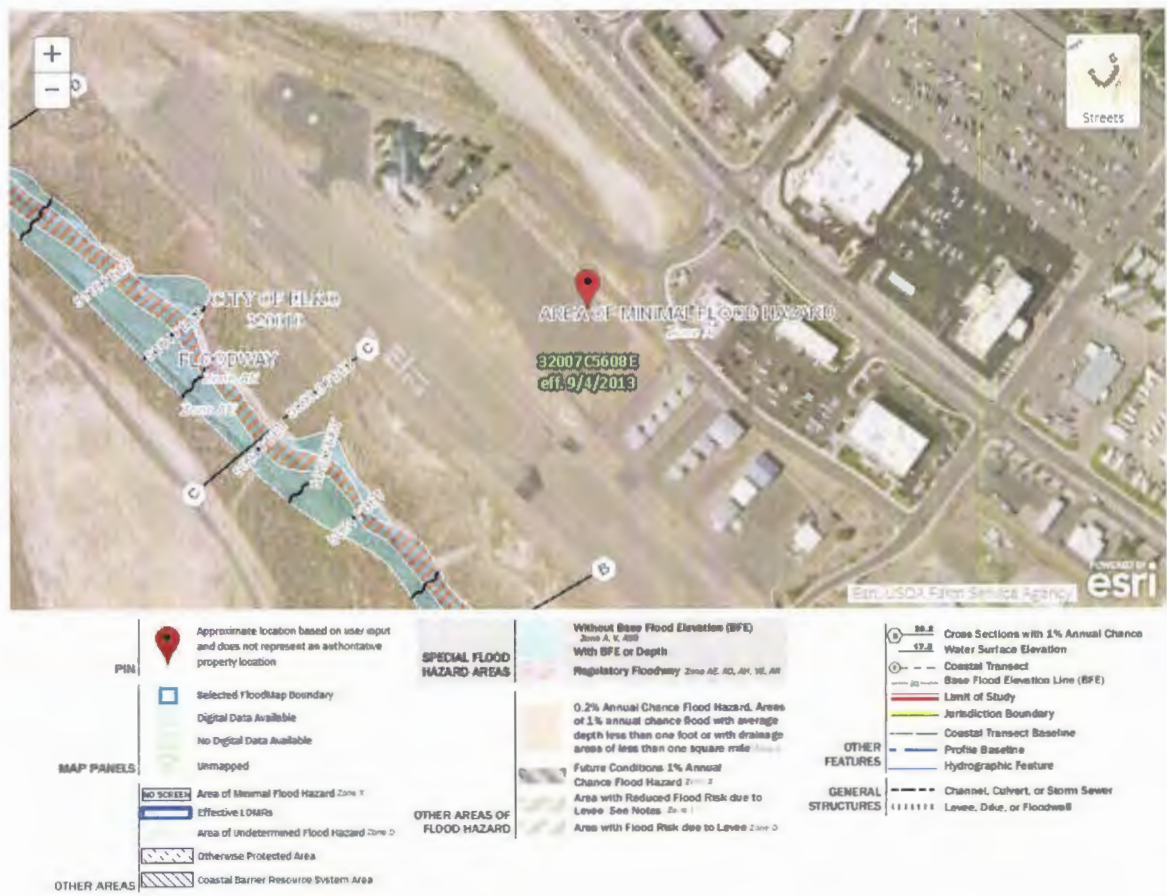 +
−
D
Streets
CITY OF ELKO
320010
FLOODWAY
Zone AE
Zone AE
AREA OF MINIMAL FLOOD HAZARD
32007C5608E
eff. 9/4/2013
C
C
B
Esri, USDA Farm Service Agency
POWERED BY
esri
PIN
Approximate location based on user input
and does not represent an authoritative
property location
MAP PANELS
Selected FloodMap Boundary
Digital Data Available
No Digital Data Available
Unmapped
OTHER AREAS
NO SCREEN
Area of Minimal Flood Hazard Zone X
Effective LOMRs
Area of Undetermined Flood Hazard Zone D
Otherwise Protected Area
Coastal Barrier Resource System Area
SPECIAL FLOOD
HAZARD AREAS
Without Base Flood Elevation (BFE)
Zone A, V, A99
With BFE or Depth
Regulatory Floodway Zone AE, AO, AH, VE, AR
OTHER AREAS OF
FLOOD HAZARD
0.2% Annual Chance Flood Hazard, Areas
of 1% annual chance flood with average
depth less than one foot or with drainage
areas of less than one square mile
Future Conditions 1% Annual
Chance Flood Hazard Zone X
Area with Reduced Flood Risk due to
Levee. See Notes.
Area with Flood Risk due to Levee Zone D
OTHER
FEATURES
20.2
Cross Sections with 1% Annual Chance
17.5
Water Surface Elevation
Coastal Transect
Base Flood Elevation Line (BFE)
Limit of Study
Jurisdiction Boundary
Coastal Transect Baseline
Profile Baseline
Hydrographic Feature
GENERAL
STRUCTURES
Channel, Culvert, or Storm Sewer
Levee, Dike, or Floodwall